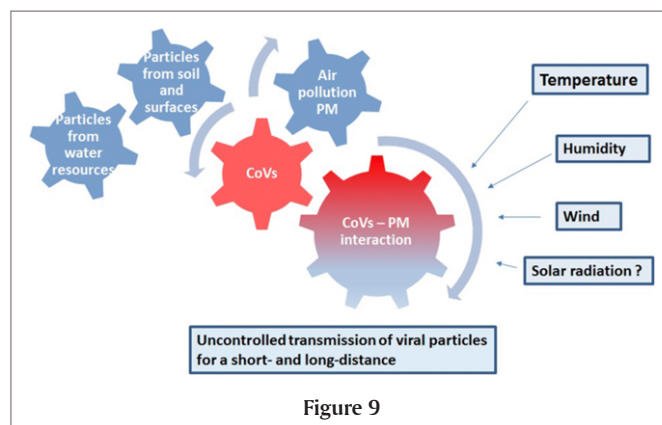 Particles
from soil
and
surfaces
Particles
from
water
resources
Air
pollution
PM
CoVs
CoVs – PM
interaction
Temperature
Humidity
Wind
Solar radiation ?
Uncontrolled transmission of viral particles
for a short- and long-distance
Figure 9